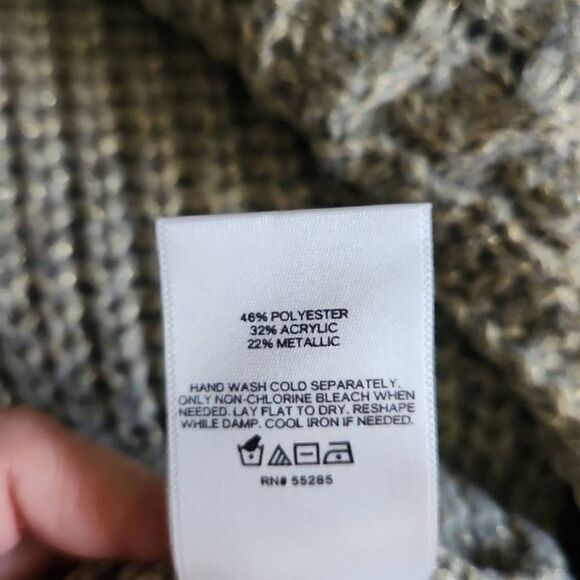 46% POLYESTER
32% ACRYLIC
22% METALLIC
HAND WASH COLD SEPARATELY.
ONLY NON-CHLORINE BLEACH WHEN
NEEDED. LAY FLAT TO DRY. RESHAPE
WHILE DAMP. COOL IRON IF NEEDED.
RN# 55285